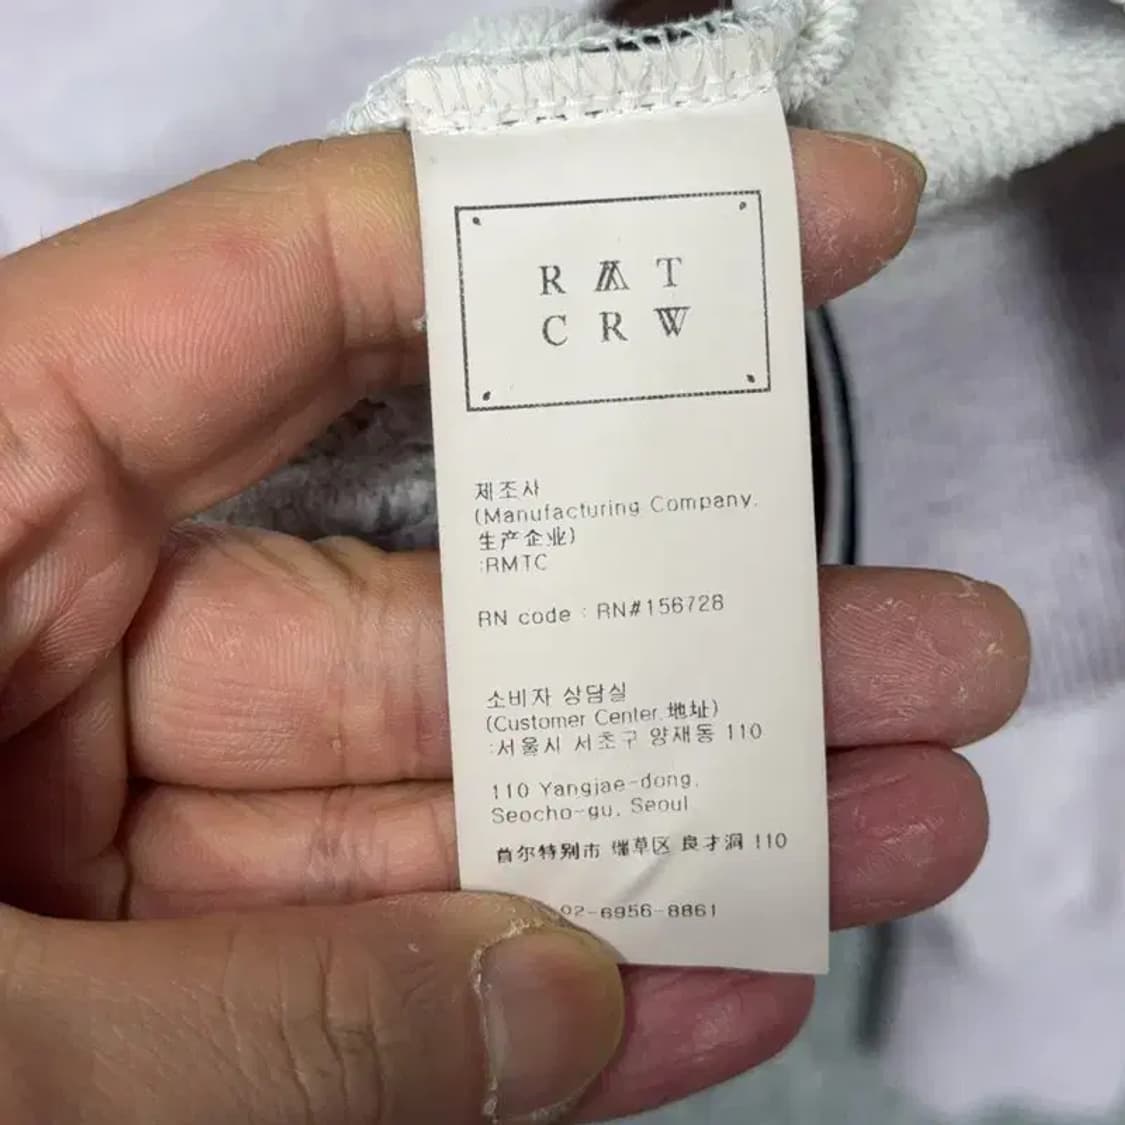 R M T
C R W
제조사
(Manufacturing Company,
生产企业)
:RMTC
RN code : RN#156728
소비자 상담실
(Customer Center,地址)
:서울시 서초구 양재동 110
110 Yangjae-dong,
Seocho-gu, Seoul
首尔特别市 瑞草区 良才洞 110
02-6956-8861